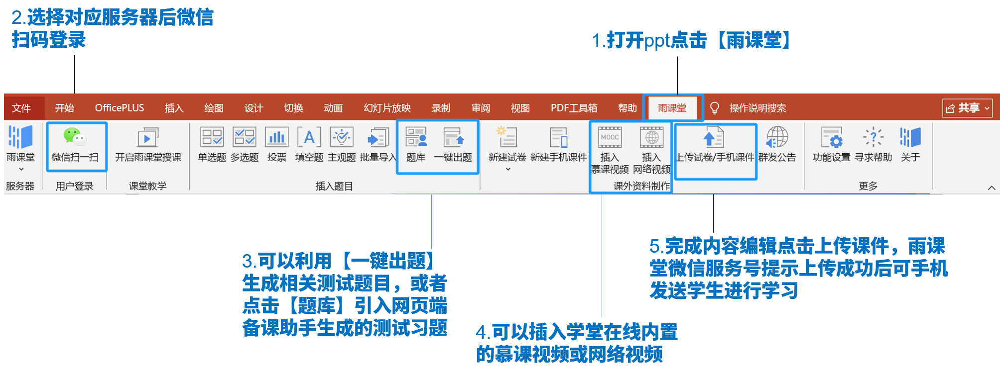 2.选择对应服务器后微信
扫码登录
1.打开ppt点击【雨课堂】
文件 开始 OfficePLUS 插入 绘图 设计 切换 动画 幻灯片放映 录制 审阅 视图 PDF工具箱 帮助 雨课堂 操作说明搜索 共享
MOOC
A
雨课堂 微信扫一扫 开启雨课堂授课 单选题 多选题 投票 填空题 主观题 批量导入 题库 一键出题 新建试卷 新建手机课件 插入 插入 上传试卷/手机课件 群发公告 功能设置 寻求帮助 关于
慕课视频 网络视频
服务器 用户登录 课堂教学 插入题目 课外资料制作 更多
3.可以利用【一键出题】
生成相关测试题目，或者
点击【题库】引入网页端
备课助手生成的测试习题
5.完成内容编辑点击上传课件，雨课
堂微信服务号提示上传成功后可手机
发送学生进行学习
4.可以插入学堂在线内置
的慕课视频或网络视频